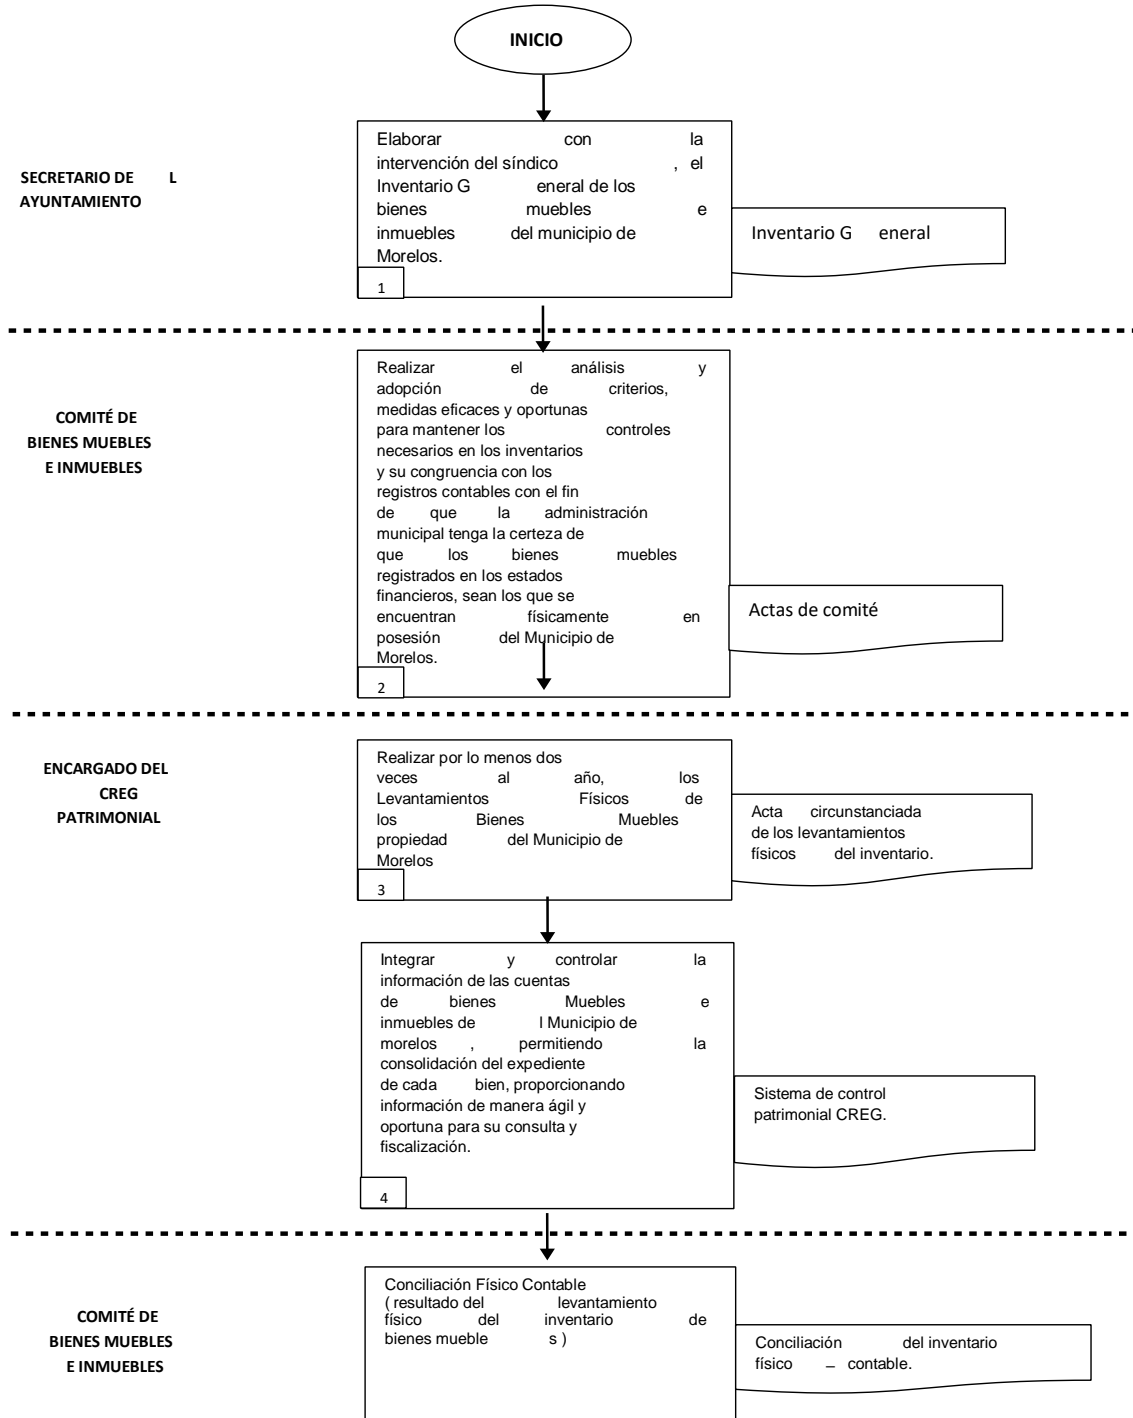 INICIO
SECRETARIO DE L
AYUNTAMIENTO
Elaborar con la
intervención del síndico , el
Inventario G eneral de los
bienes muebles e
inmuebles del municipio de
Morelos.
1
Inventario G eneral
COMITÉ DE
BIENES MUEBLES
E INMUEBLES
Realizar el análisis y
adopción de criterios,
medidas eficaces y oportunas
para mantener los controles
necesarios en los inventarios
y su congruencia con los
registros contables con el fin
de que la administración
municipal tenga la certeza de
que los bienes muebles
registrados en los estados
financieros, sean los que se
encuentran físicamente en
posesión del Municipio de
Morelos.
2
Actas de comité
ENCARGADO DEL
CREG
PATRIMONIAL
Realizar por lo menos dos
veces al año, los
Levantamientos Físicos de
los Bienes Muebles
propiedad del Municipio de
Morelos
3
Acta circunstanciada
de los levantamientos
físicos del inventario.
Integrar y controlar la
información de las cuentas
de bienes Muebles e
inmuebles de l Municipio de
morelos , permitiendo la
consolidación del expediente
de cada bien, proporcionando
información de manera ágil y
oportuna para su consulta y
fiscalización.
4
Sistema de control
patrimonial CREG.
COMITÉ DE
BIENES MUEBLES
E INMUEBLES
Conciliación Físico Contable
( resultado del levantamiento
físico del inventario de
bienes mueble s )
Conciliación del inventario
físico – contable.